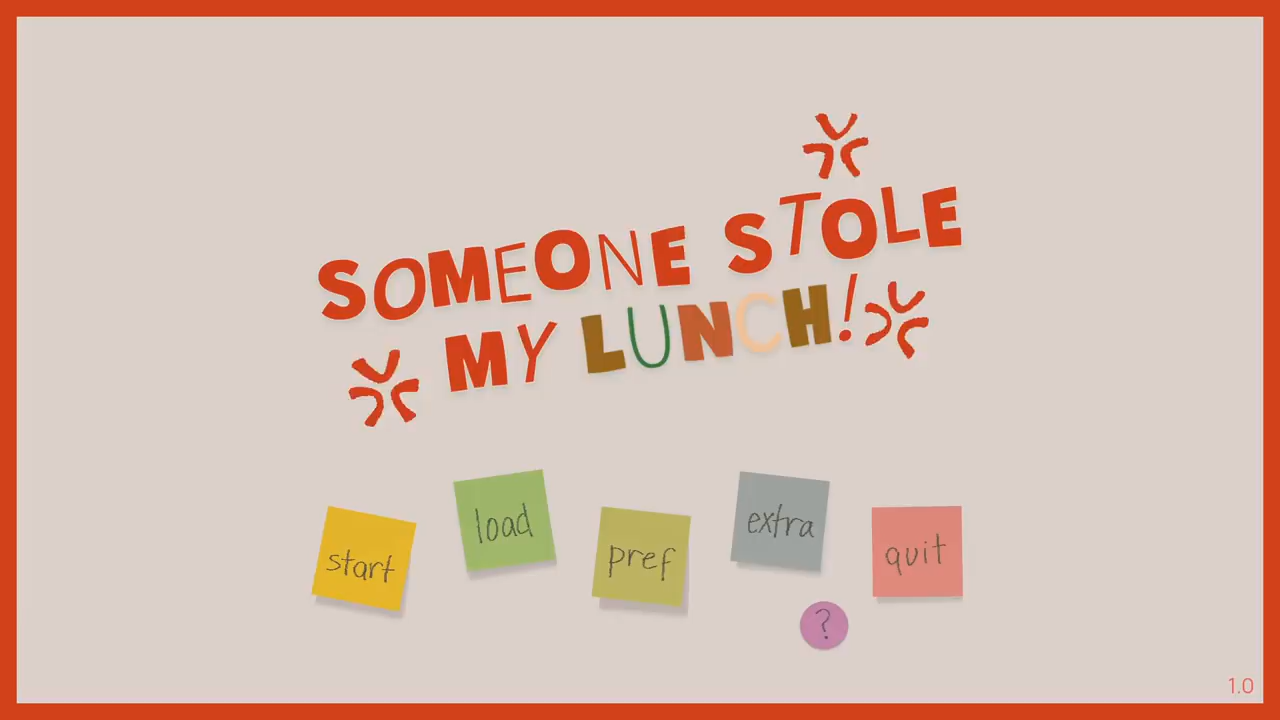 SOMEONE STOLE
MY LUNCH!
start
load
pref
extra
quit
?
1.0